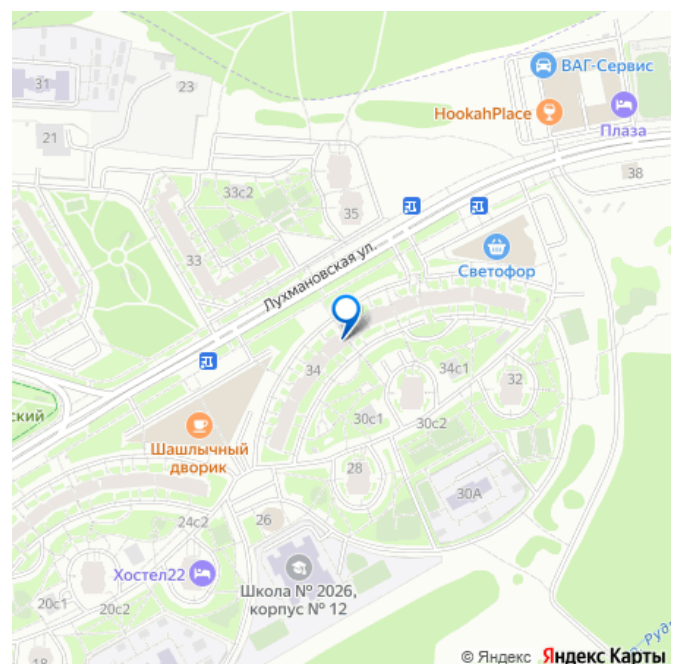 31
23
ВАГ-Сервис
HookahPlace
Плаза
21
38
33с2
35
33
Лухмановская ул.
Светофор
34
34с1
32
ский
30с1
30с2
Шашлычный
дворик
28
30А
24с2
26
Хостел22
Школа № 2026,
корпус № 12
20с1
20с2
18
© Яндекс Яндекс Карты